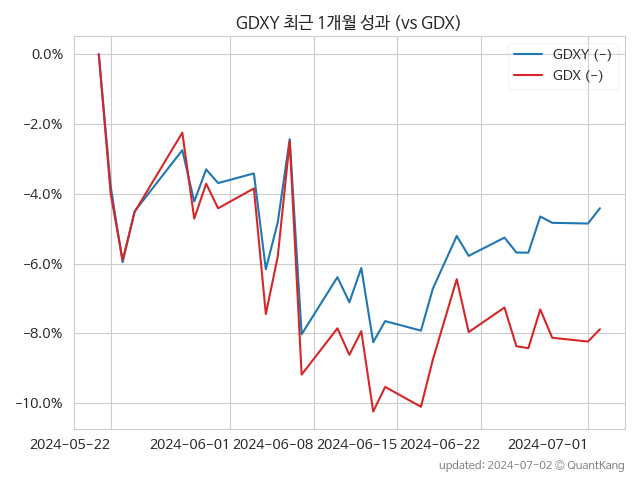 GDXY 최근 1개월 성과 (vs GDX)
GDXY (-)
GDX (-)
0.0%
−2.0%
−4.0%
−6.0%
−8.0%
−10.0%
2024-05-22 2024-06-01 2024-06-08 2024-06-15 2024-06-22 2024-07-01
updated: 2024-07-02 © QuantKang